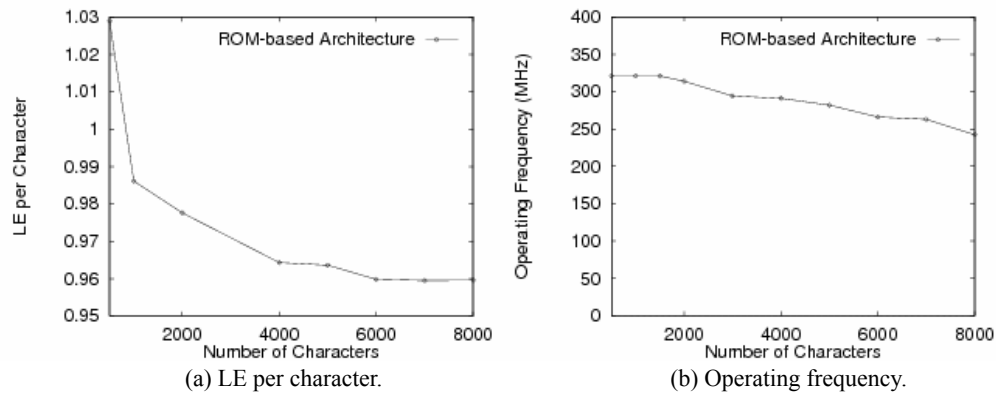 1.03
1.02
1.01
1
0.99
0.98
0.97
0.96
0.95
LE per Character
ROM-based Architecture
2000 4000 6000 8000
Number of Characters
(a) LE per character.
400
350
300
250
200
150
100
50
0
Operating Frequency (MHz)
ROM-based Architecture
2000 4000 6000 8000
Number of Characters
(b) Operating frequency.